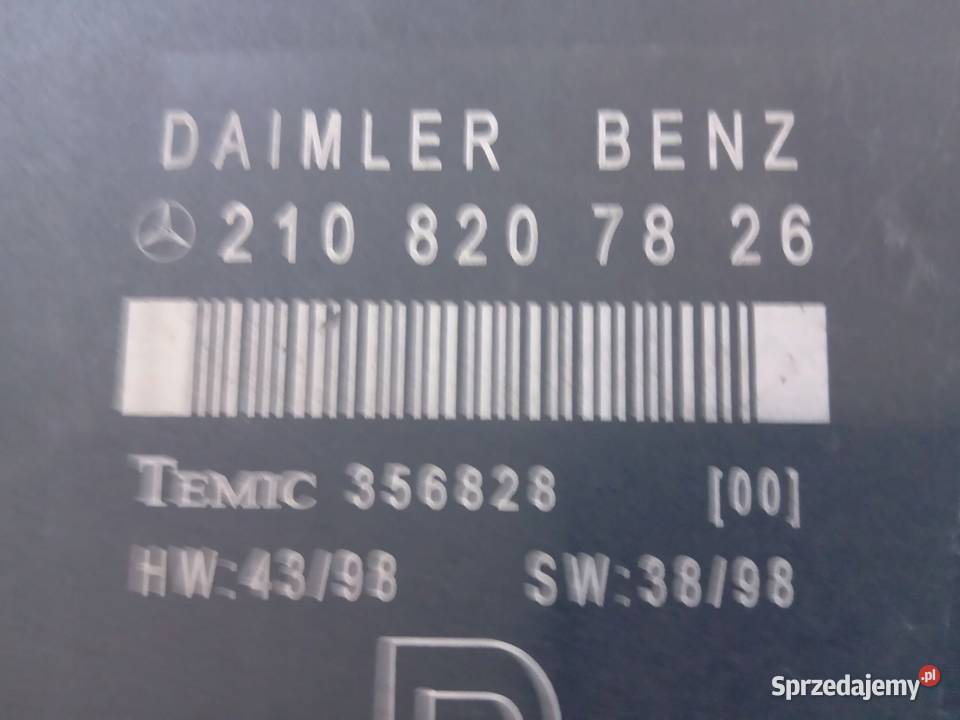 DAIMLER BENZ
210 820 78 26
TEMIC 356828 [00]
HW:43/98 SW:38/98
D
Sprzedajemy.pl